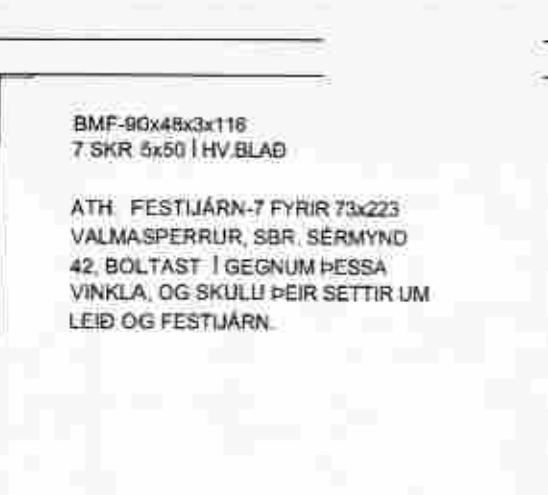 BMF-90x48x3x116
7 SKR 5x50 Í HV.BLAÐ
ATH. FESTIJÁRN-7 FYRIR 73x223
VALMASPERRUR, SBR. SÉRMYND
42, BOLTAST Í GEGNUM ÞESSA
VINKLA, OG SKULU ÞEIR SETTIR UM
LEIÐ OG FESTIJÁRN.